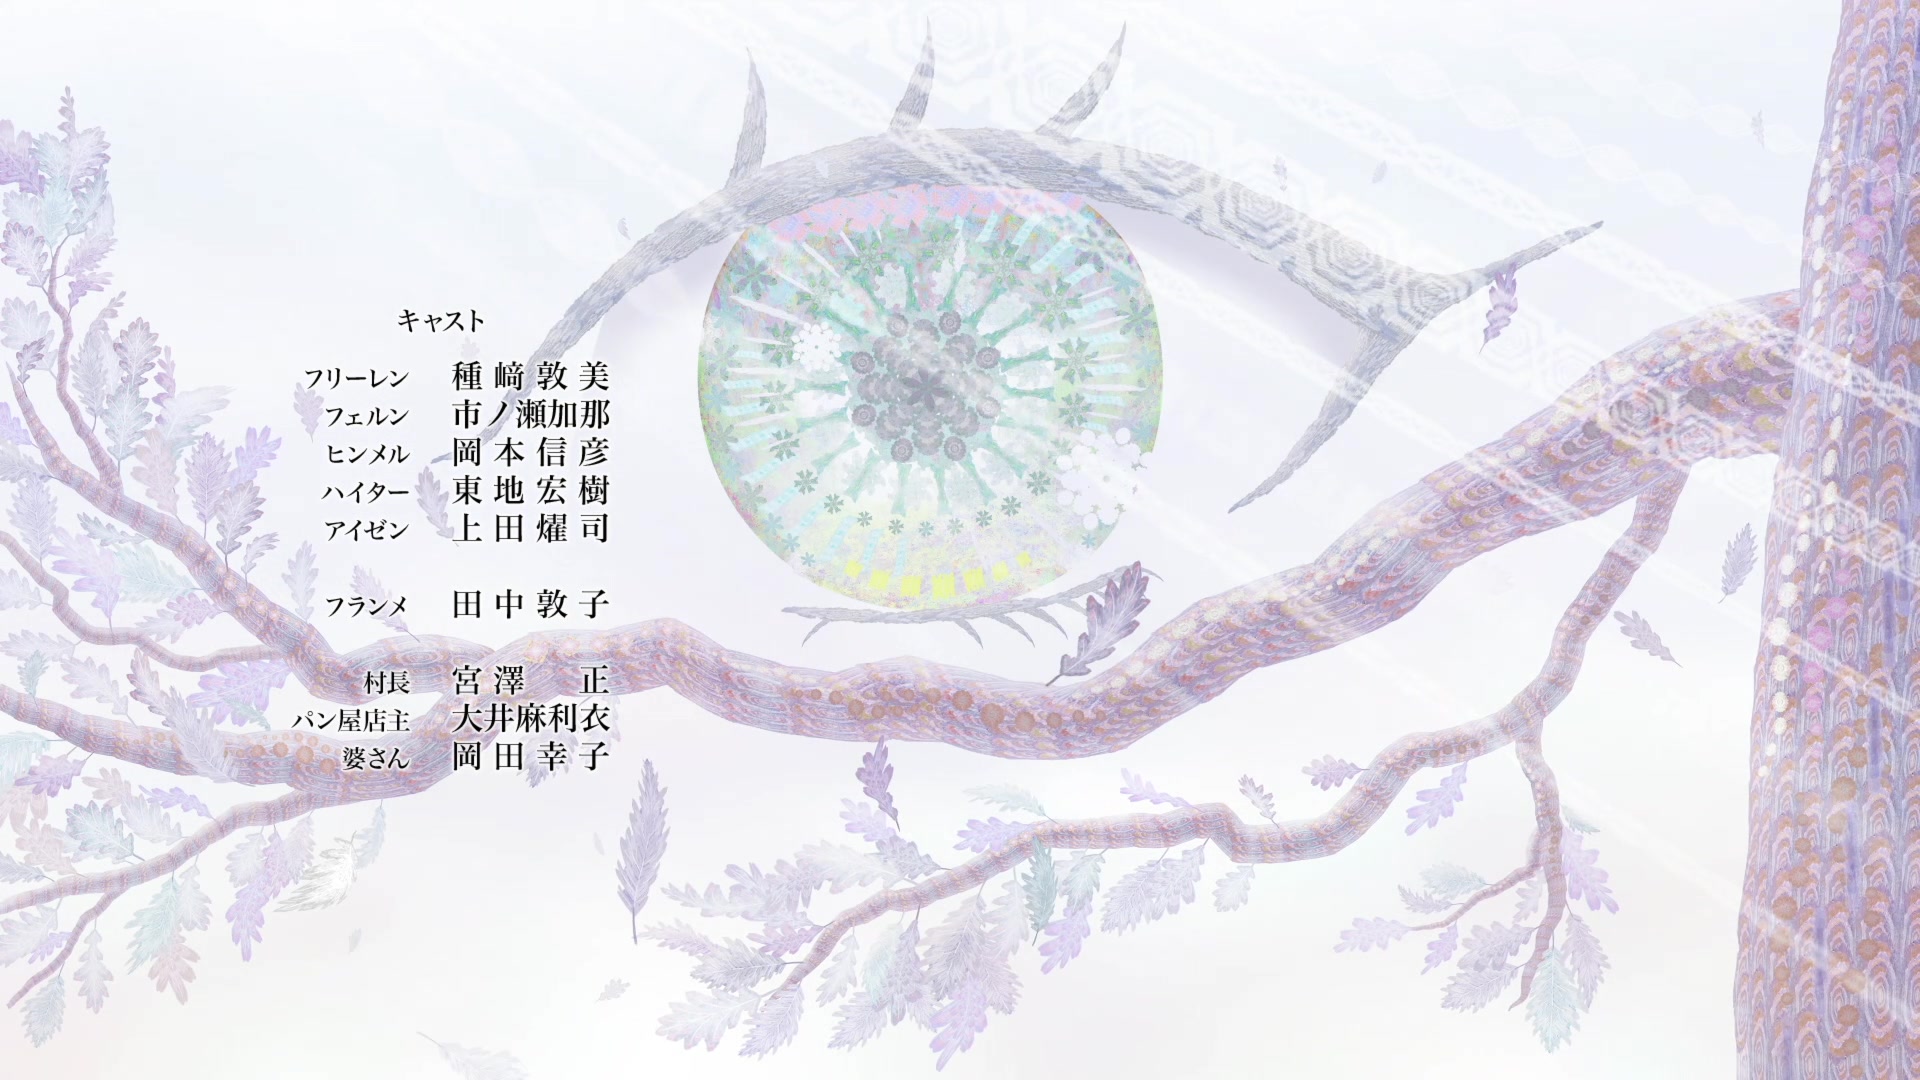 キャスト
フリーレン 種﨑敦美
フェルン 市ノ瀬加那
ヒンメル 岡本信彦
ハイター 東地宏樹
アイゼン 上田燿司
フランメ 田中敦子
村長 宮澤 正
パン屋店主 大井麻利衣
婆さん 岡田幸子